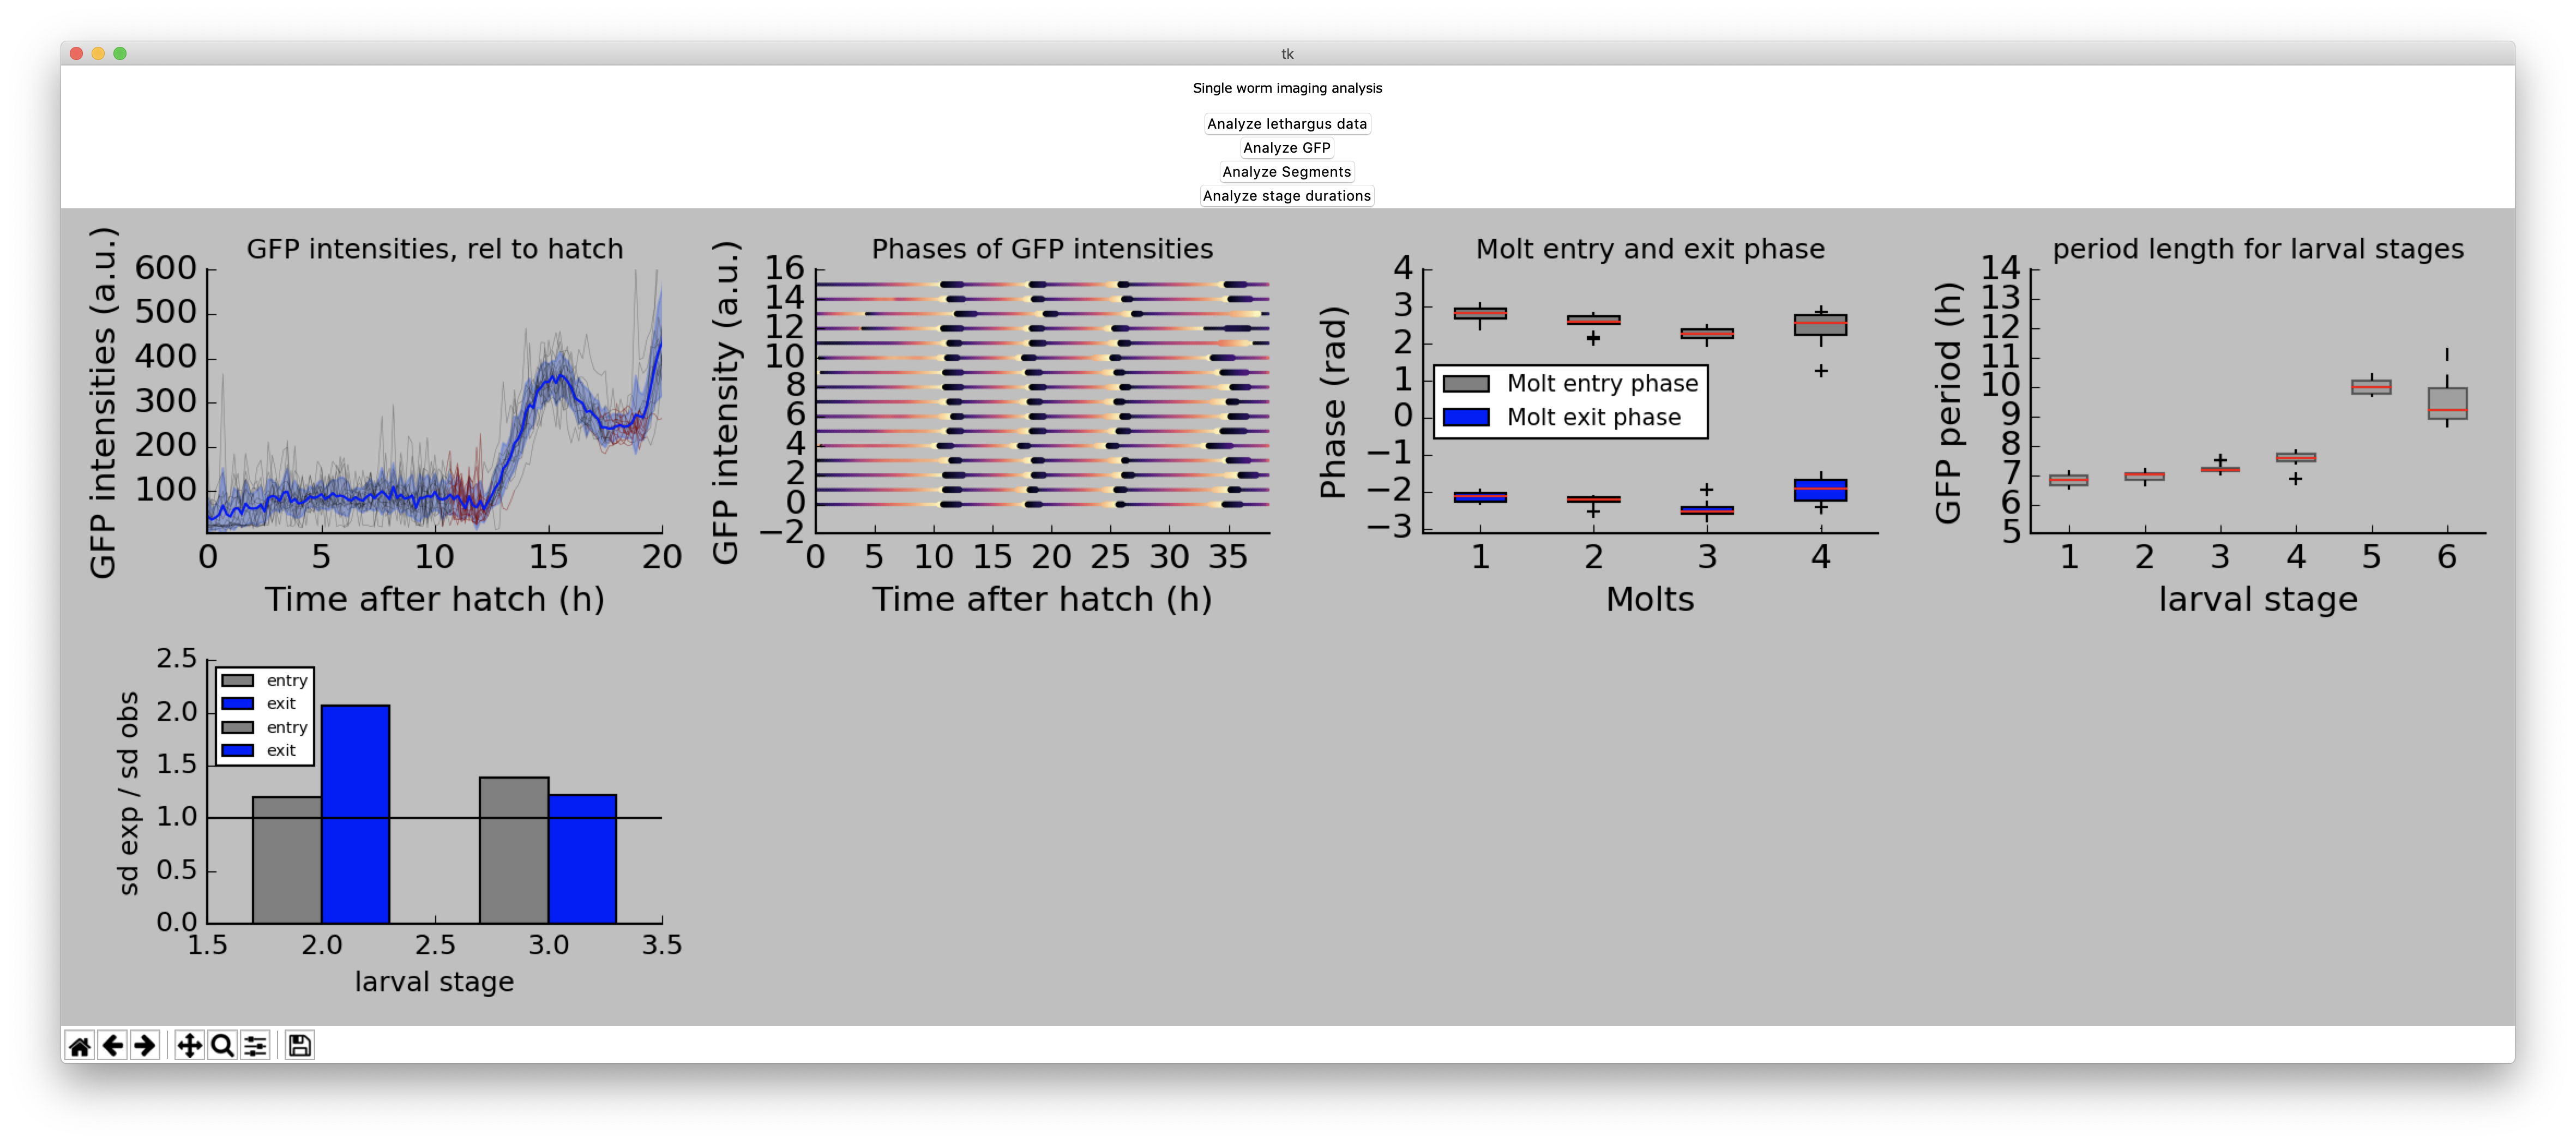 tk
Single worm imaging analysis
Analyze lethargus data
Analyze GFP
Analyze Segments
Analyze stage durations
GFP intensities, rel to hatch
GFP intensities (a.u.)
600
500
400
300
200
100
0 5 10 15 20
Time after hatch (h)
Phases of GFP intensities
GFP intensity (a.u.)
16
14
12
10
8
6
4
2
0
−2
0 5 10 15 20 25 30 35
Time after hatch (h)
Molt entry and exit phase
Phase (rad)
4
3
2
1
0
−1
−2
−3
Molt entry phase
Molt exit phase
1 2 3 4
Molts
period length for larval stages
GFP period (h)
14
13
12
11
10
9
8
7
6
5
1 2 3 4 5 6
larval stage
sd exp / sd obs
2.5
2.0
1.5
1.0
0.5
0.0
entry
exit
entry
exit
1.5 2.0 2.5 3.0 3.5
larval stage